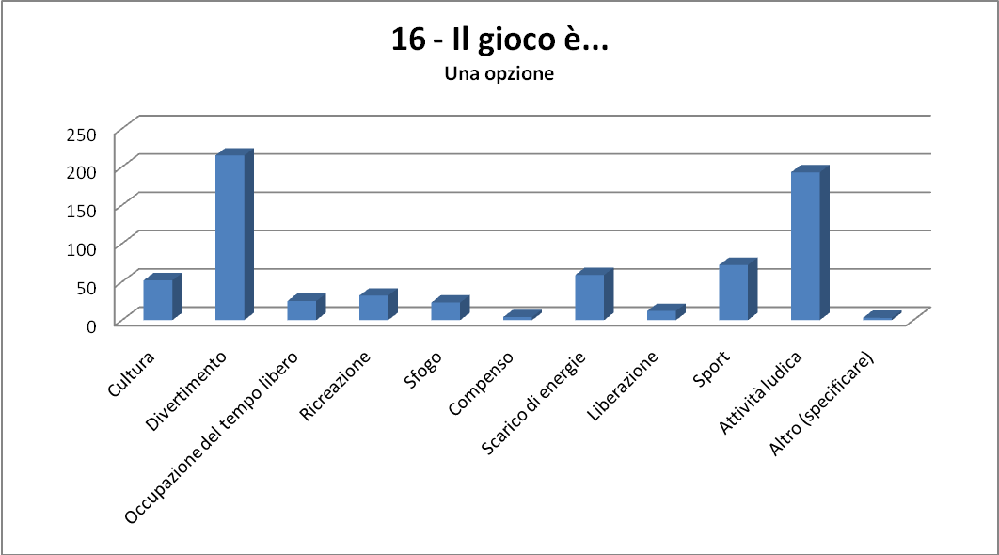 16 - Il gioco è...
Una opzione
250
200
150
100
50
0
Cultura
Divertimento
Occupazione del tempo libero
Ricreazione
Sfogo
Compenso
Scarico di energie
Liberazione
Sport
Attività ludica
Altro (specificare)